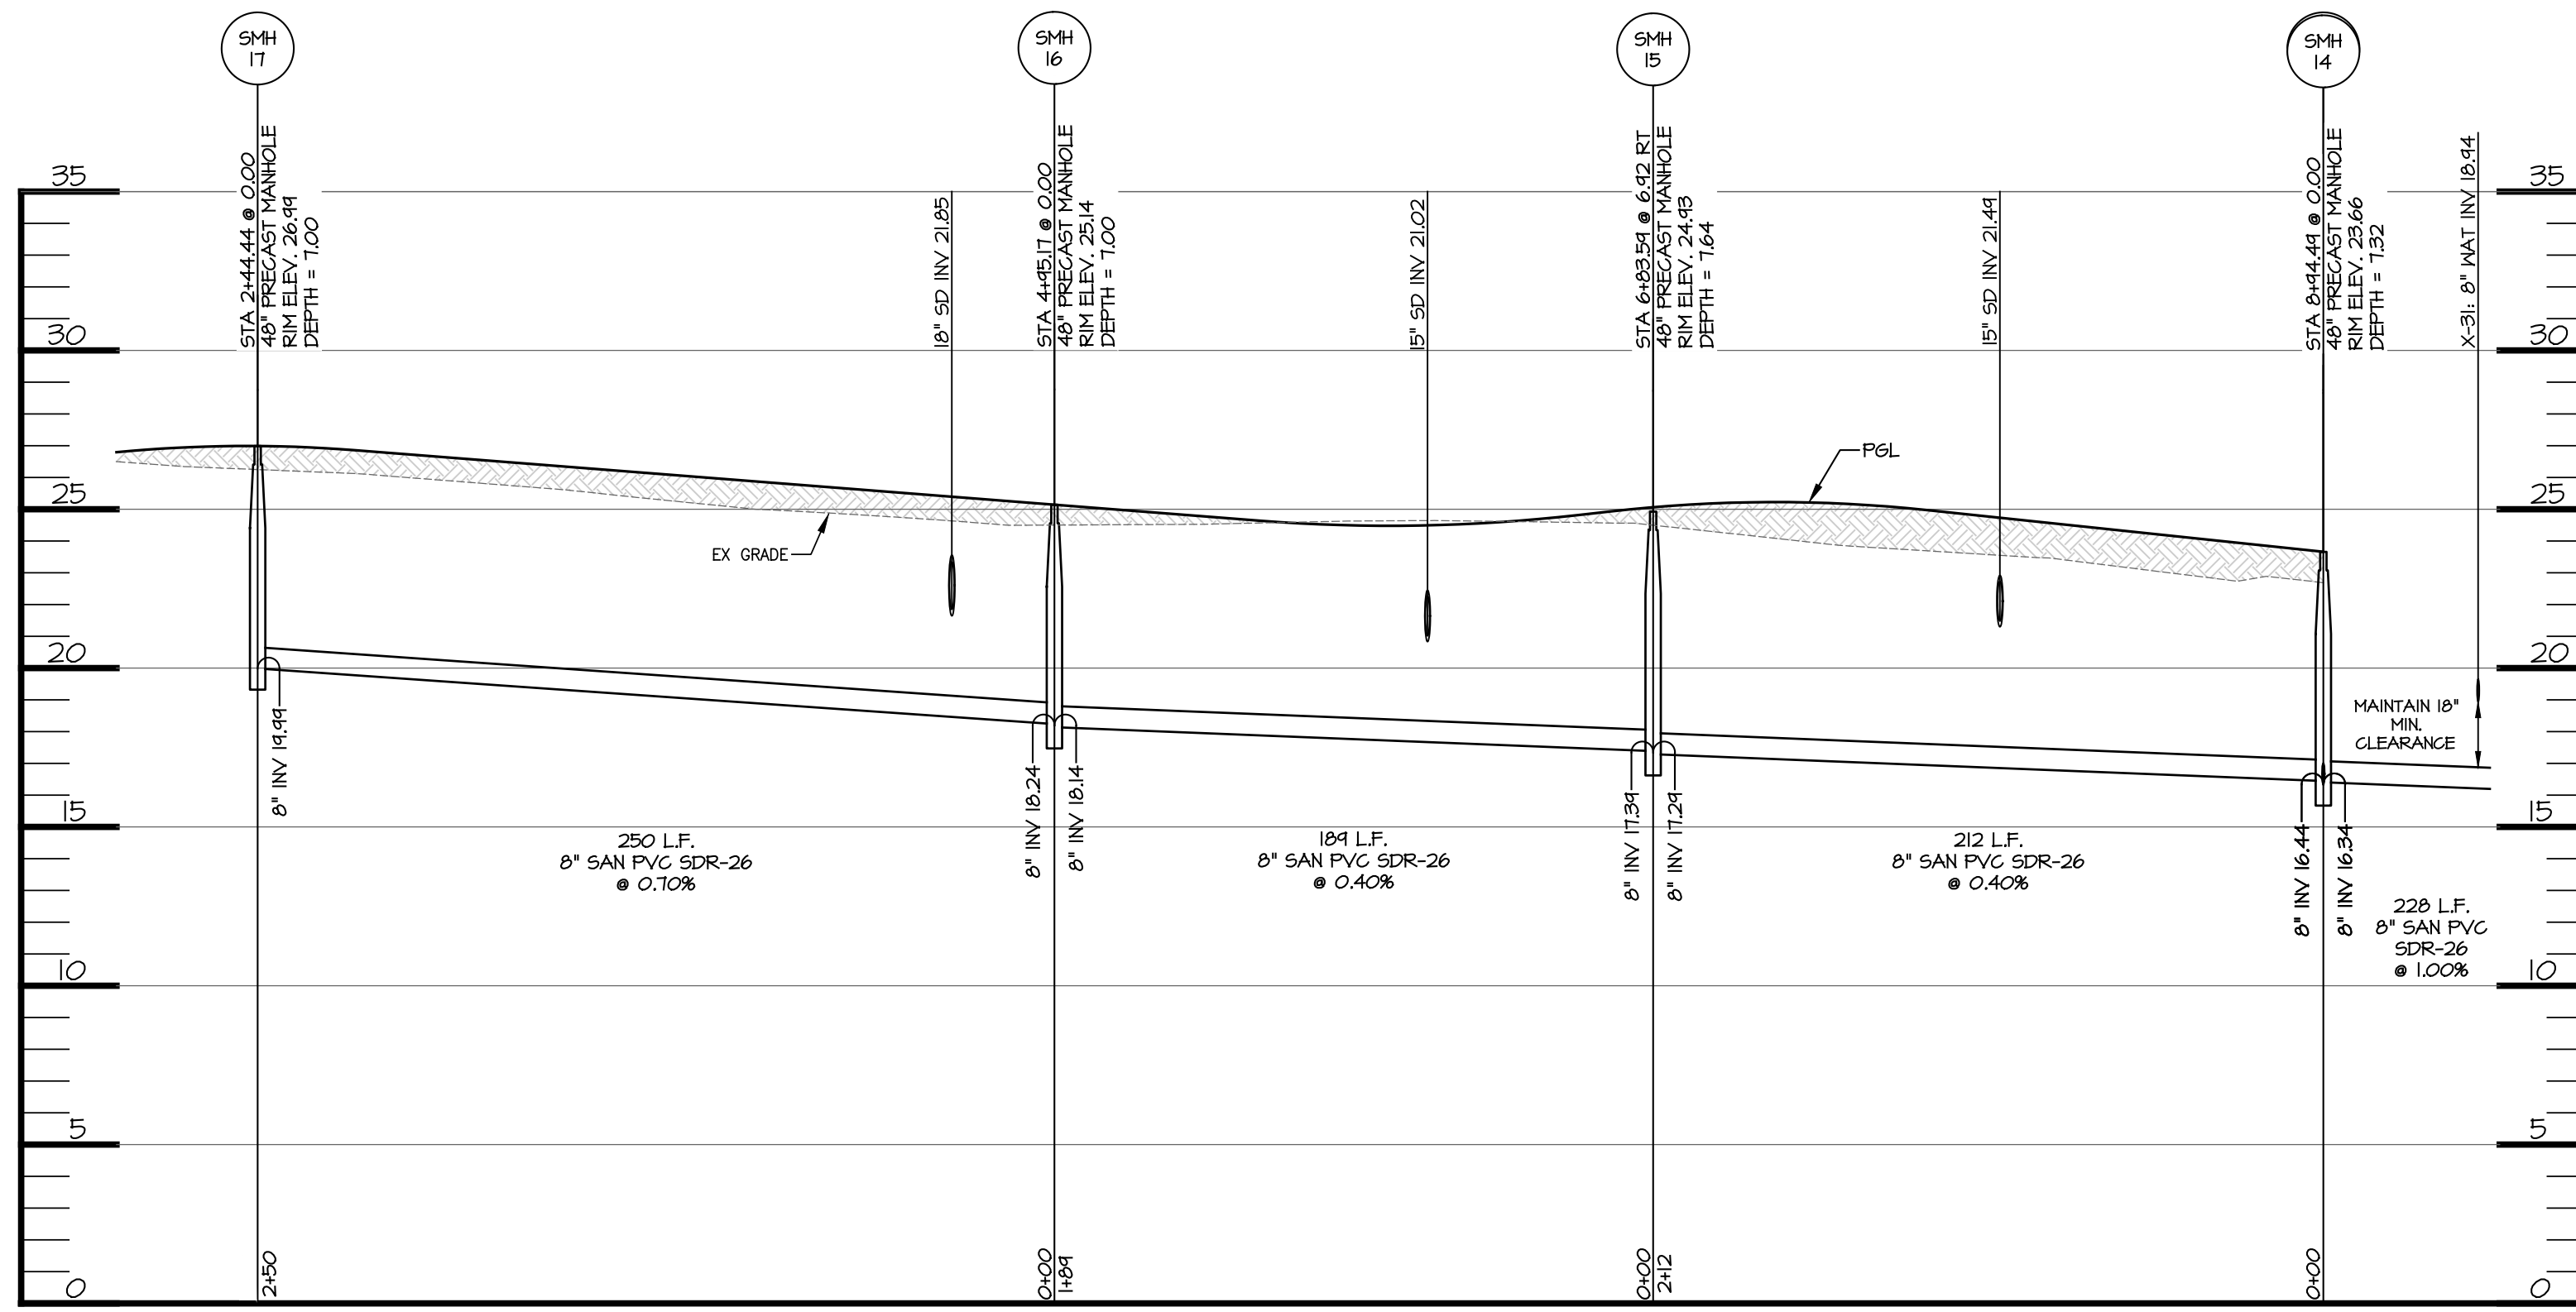 SMH
17
SMH
16
SMH
15
SMH
14
STA 2+44.44 @ 0.00
48" PRECAST MANHOLE
RIM ELEV. 26.99
DEPTH = 7.00
18" SD INV 21.85
STA 4+95.17 @ 0.00
48" PRECAST MANHOLE
RIM ELEV. 25.14
DEPTH = 7.00
15" SD INV 21.02
STA 6+83.59 @ 6.92 RT
48" PRECAST MANHOLE
RIM ELEV. 24.93
DEPTH = 7.64
15" SD INV 21.49
STA 8+94.49 @ 0.00
48" PRECAST MANHOLE
RIM ELEV. 23.66
DEPTH = 7.32
X-31: 8" WAT INV 18.94
35
35
30
30
25
25
20
20
15
15
10
10
5
5
0
0
PGL
EX GRADE
MAINTAIN 18"
MIN.
CLEARANCE
8" INV 19.99
8" INV 18.24
8" INV 18.14
8" INV 17.39
8" INV 17.29
8" INV 16.44
8" INV 16.34
250 L.F.
8" SAN PVC SDR-26
@ 0.70%
189 L.F.
8" SAN PVC SDR-26
@ 0.40%
212 L.F.
8" SAN PVC SDR-26
@ 0.40%
228 L.F.
8" SAN PVC
SDR-26
@ 1.00%
2+50
0+00
1+89
0+00
2+12
0+00